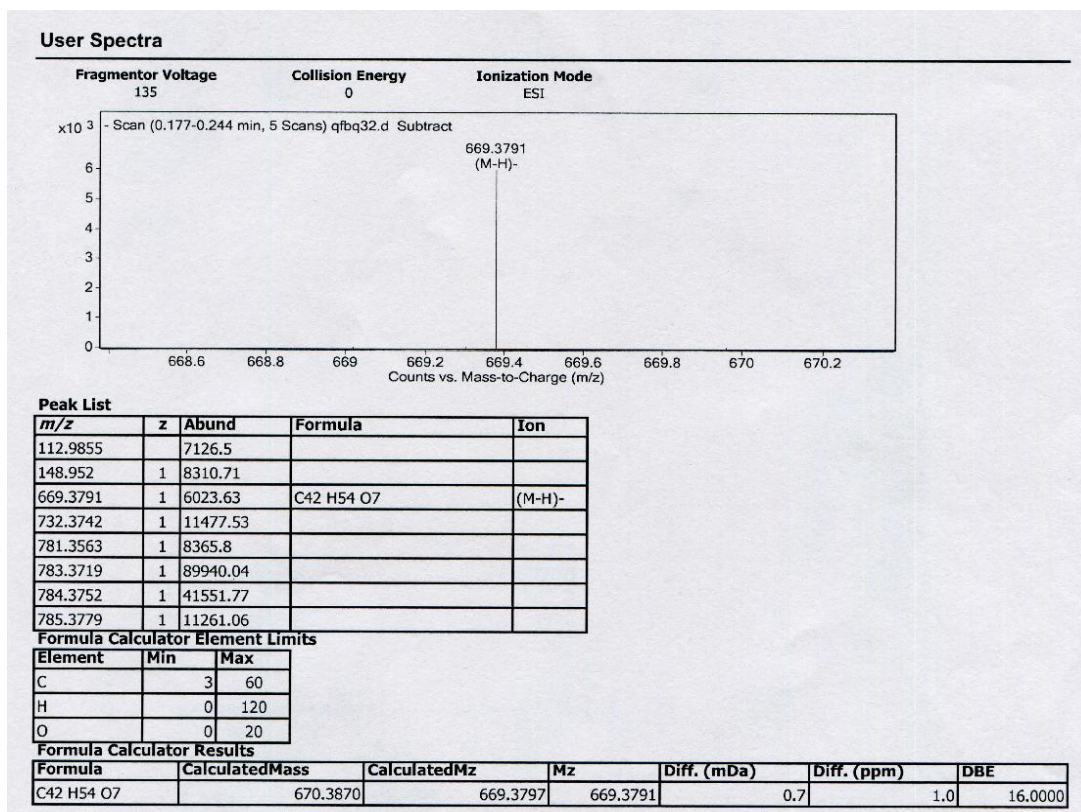 User Spectra
Fragmentor Voltage Collision Energy Ionization Mode
135 0 ESI
x10 3 - Scan (0.177-0.244 min, 5 Scans) qfbq32.d Subtract
669.3791
(M-H)-
6
5
4
3
2
1
0
668.6 668.8 669 669.2 669.4 669.6 669.8 670 670.2
Counts vs. Mass-to-Charge (m/z)
Peak List
m/z z Abund Formula Ion
112.9855 7126.5
148.952 1 8310.71
669.3791 1 6023.63 C42 H54 O7 (M-H)-
732.3742 1 11477.53
781.3563 1 8365.8
783.3719 1 89940.04
784.3752 1 41551.77
785.3779 1 11261.06
Formula Calculator Element Limits
Element Min Max
C 3 60
H 0 120
O 0 20
Formula Calculator Results
Formula CalculatedMass CalculatedMz Mz Diff. (mDa) Diff. (ppm) DBE
C42 H54 O7 670.3870 669.3797 669.3791 0.7 1.0 16.0000